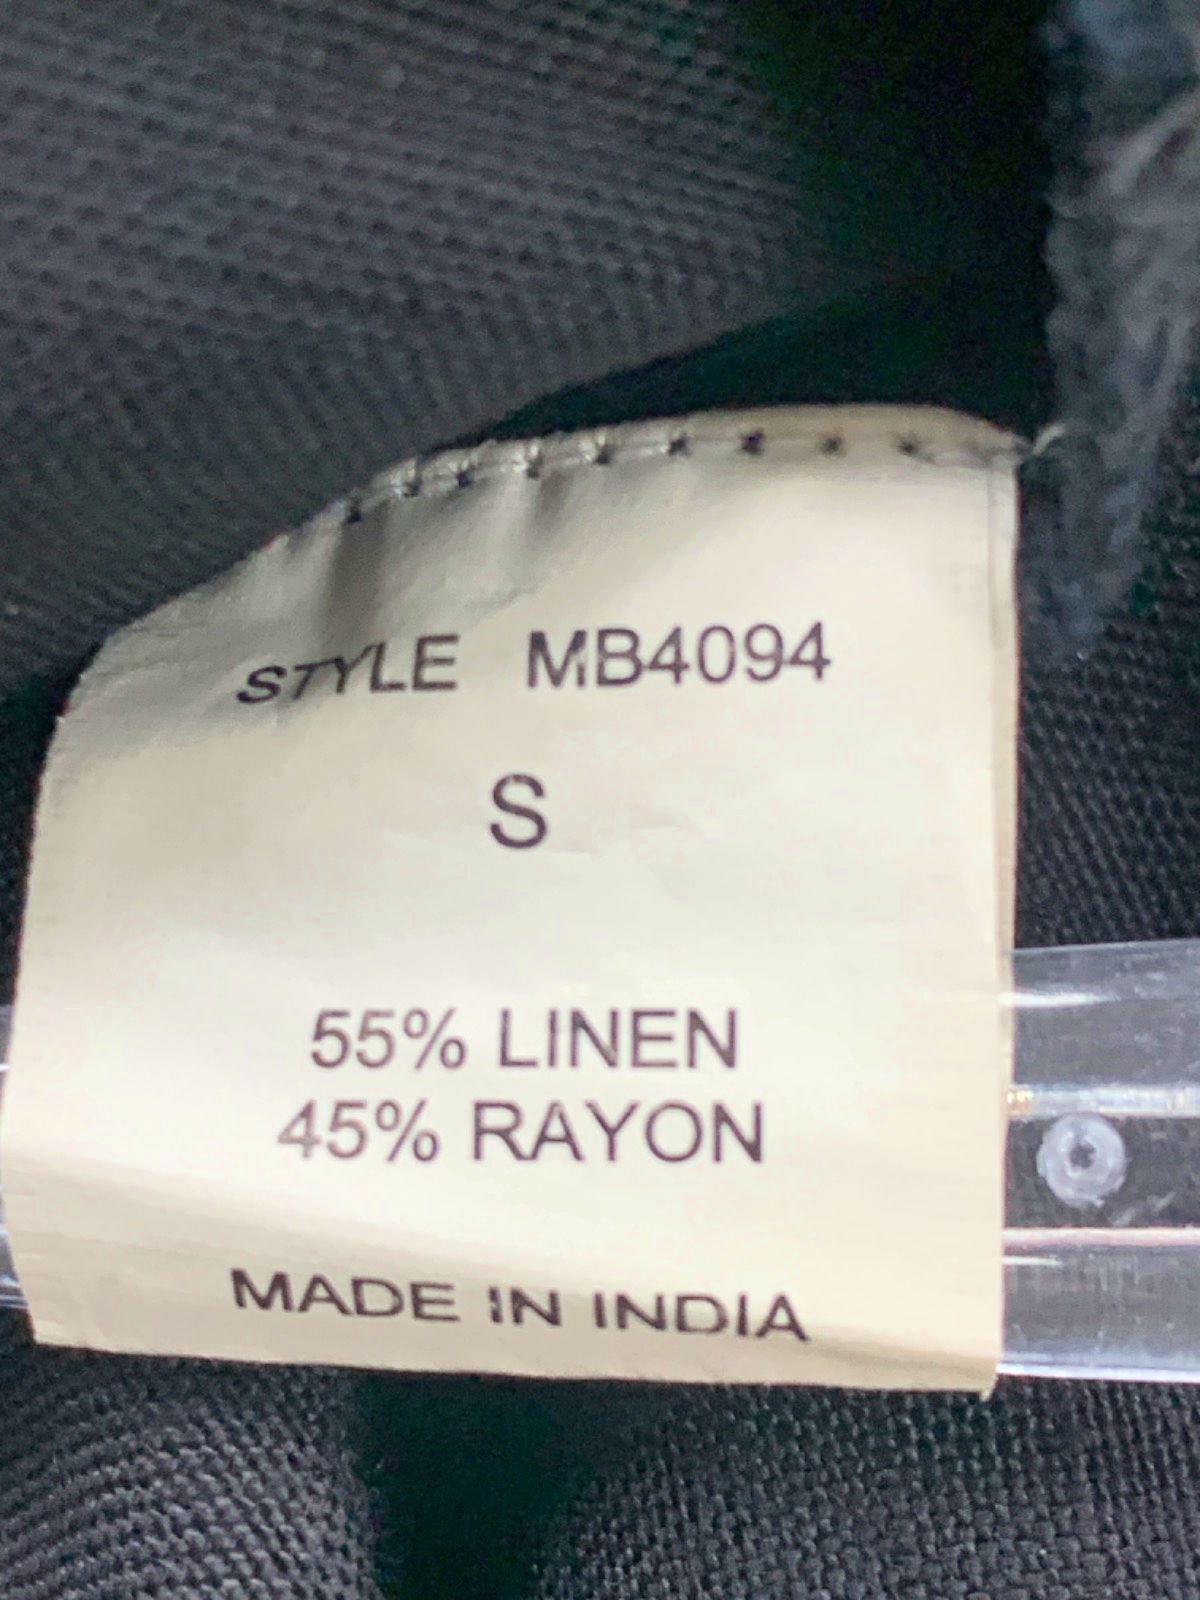 STYLE MB4094
S
55% LINEN
45% RAYON
MADE IN INDIA